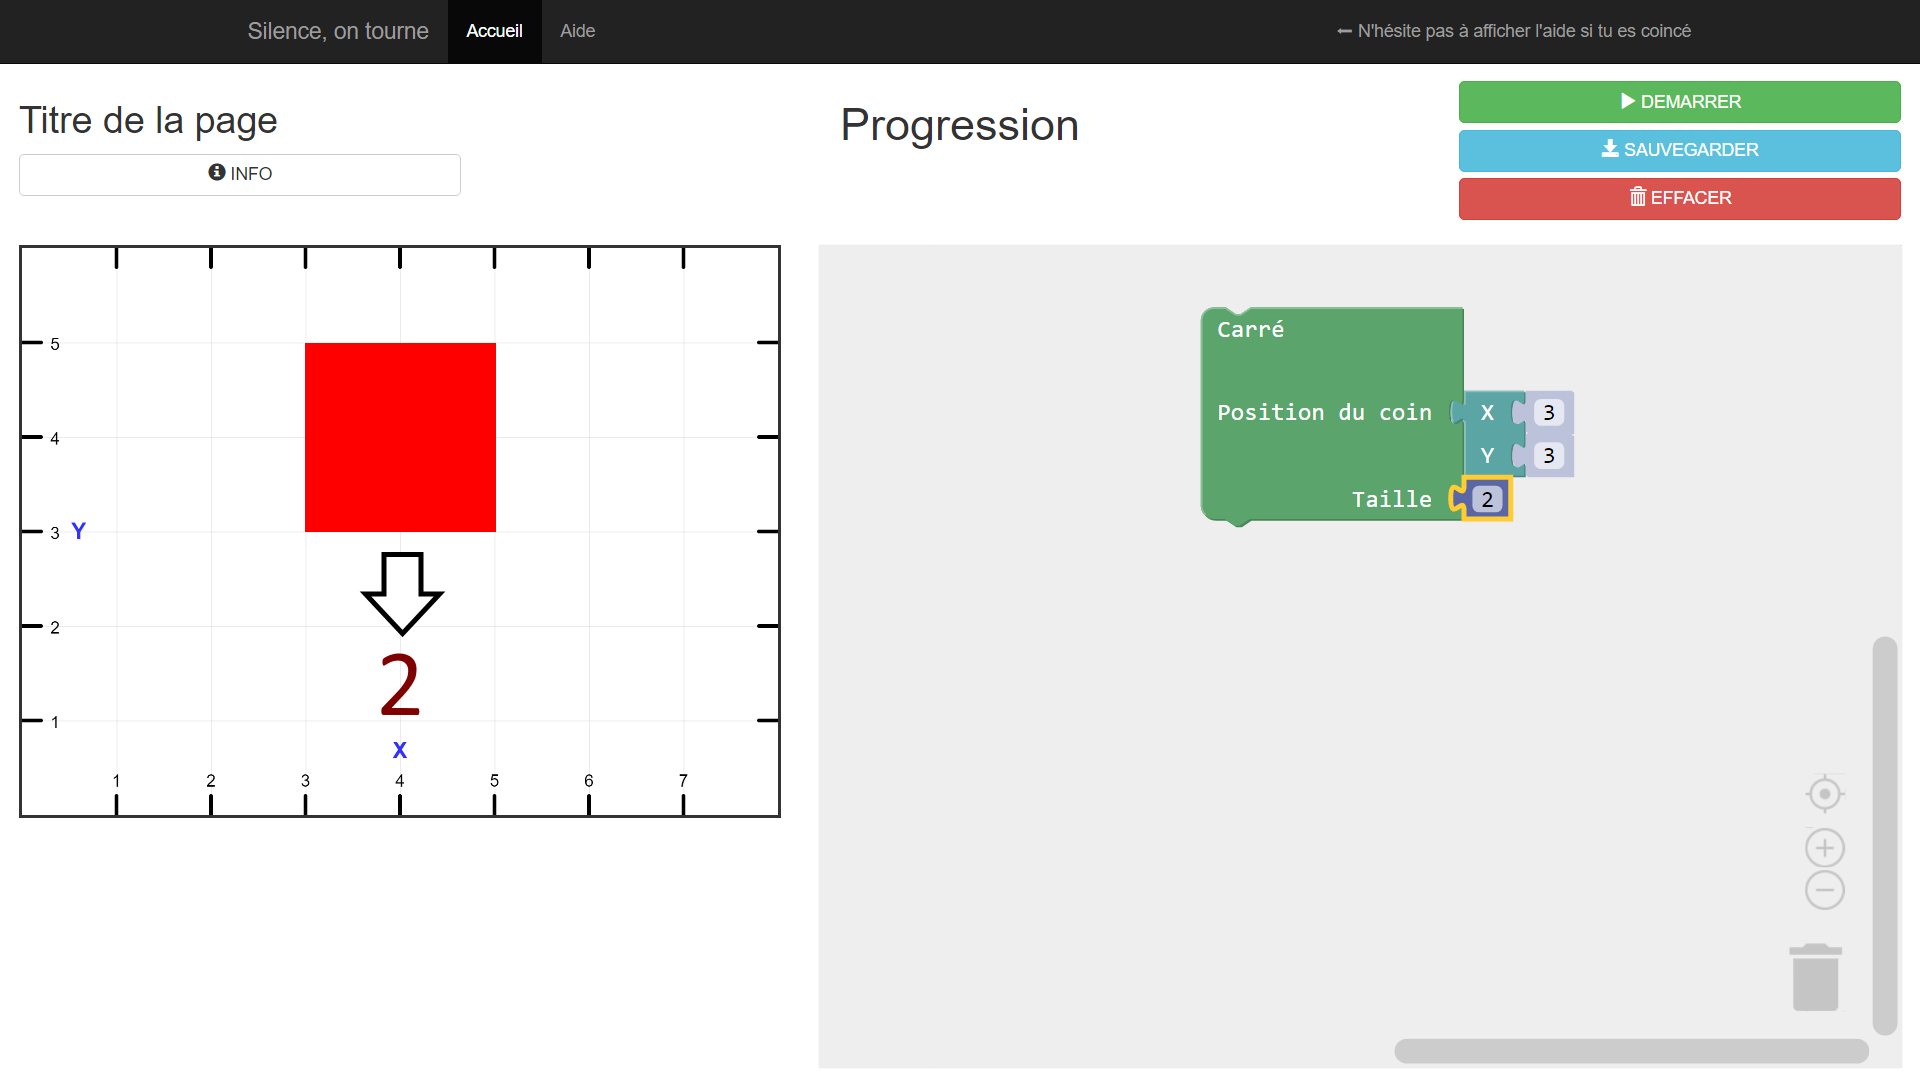 Silence, on tourne
Accueil
Aide
N'hésite pas à afficher l'aide si tu es coincé
Titre de la page
INFO
Progression
DEMARRER
SAUVEGARDER
EFFACER
5
4
3 Y
2
1
2
X
1 2 3 4 5 6 7
Carré
Position du coin X 3
Y 3
Taille 2